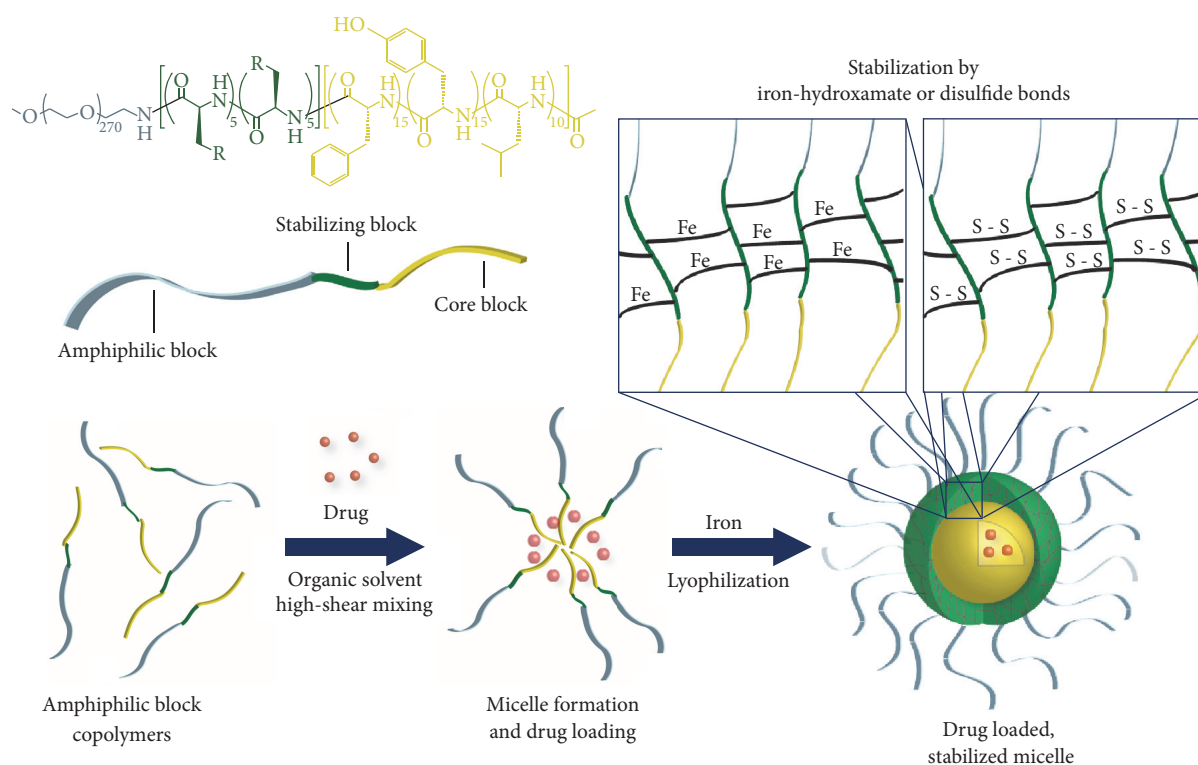 HO
O
O
270
N
H
O
R
H
N
5
R
O
N
H
5
O
H
N
15
O
N
H
15
O
H
N
10
O
Stabilizing block
Core block
Amphiphilic block
Stabilization by
iron-hydroxamate or disulfide bonds
Fe
Fe
Fe
Fe
Fe
Fe
Fe
S - S
S - S
S - S
S - S
S - S
S - S
S - S
Drug
Organic solvent
high-shear mixing
Iron
Lyophilization
Amphiphilic block
copolymers
Micelle formation
and drug loading
Drug loaded,
stabilized micelle